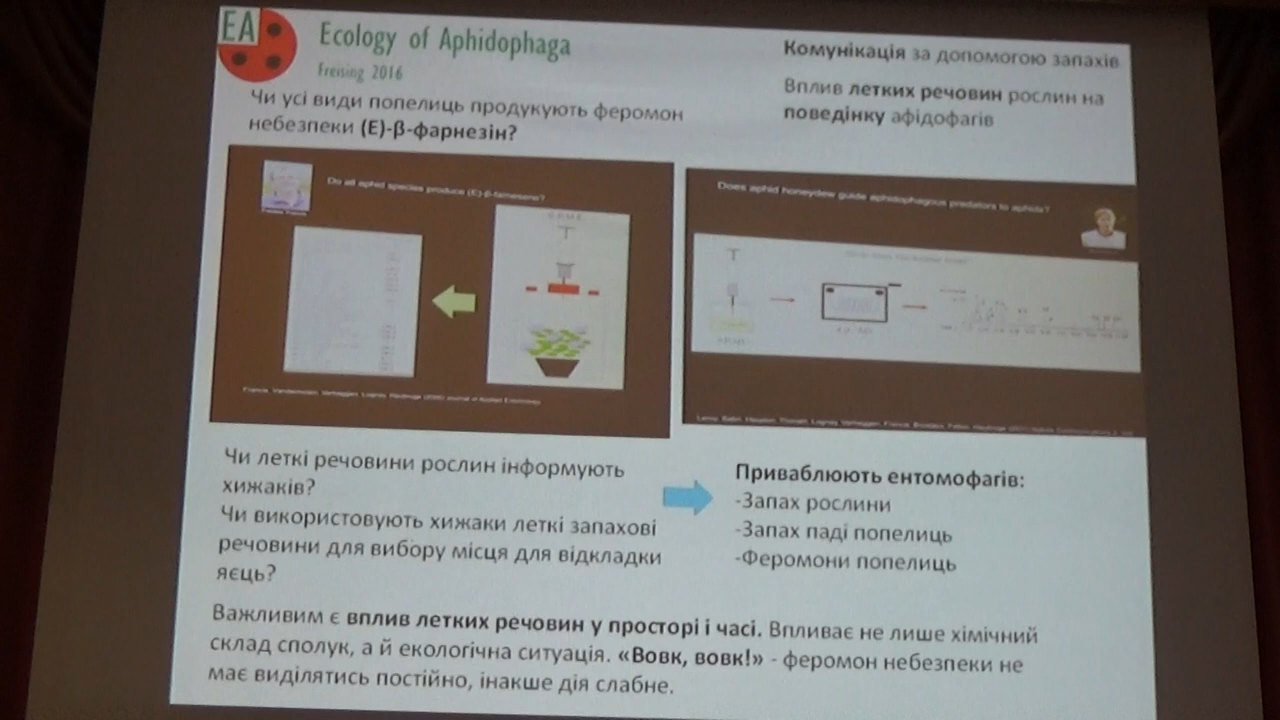 EA
Ecology of Aphidophaga
Freising 2016
Комунікація за допомогою запахів
Вплив летких речовин рослин на
поведінку афідофагів
Чи усі види попелиць продукують феромон
небезпеки (Е)-β-фарнезін?
Do all aphid species produce (E)-β-farnesene?
Does aphid honeydew guide aphidophagous predators to aphids?
Чи леткі речовини рослин інформують
хижаків?
Чи використовують хижаки леткі запахові
речовини для вибору місця для відкладки
яєць?
Приваблюють ентомофагів:
-Запах рослини
-Запах паді попелиць
-Феромони попелиць
Важливим є вплив летких речовин у просторі і часі. Впливає не лише хімічний
склад сполук, а й екологічна ситуація. «Вовк, вовк!» - феромон небезпеки не
має виділятись постійно, інакше дія слабне.